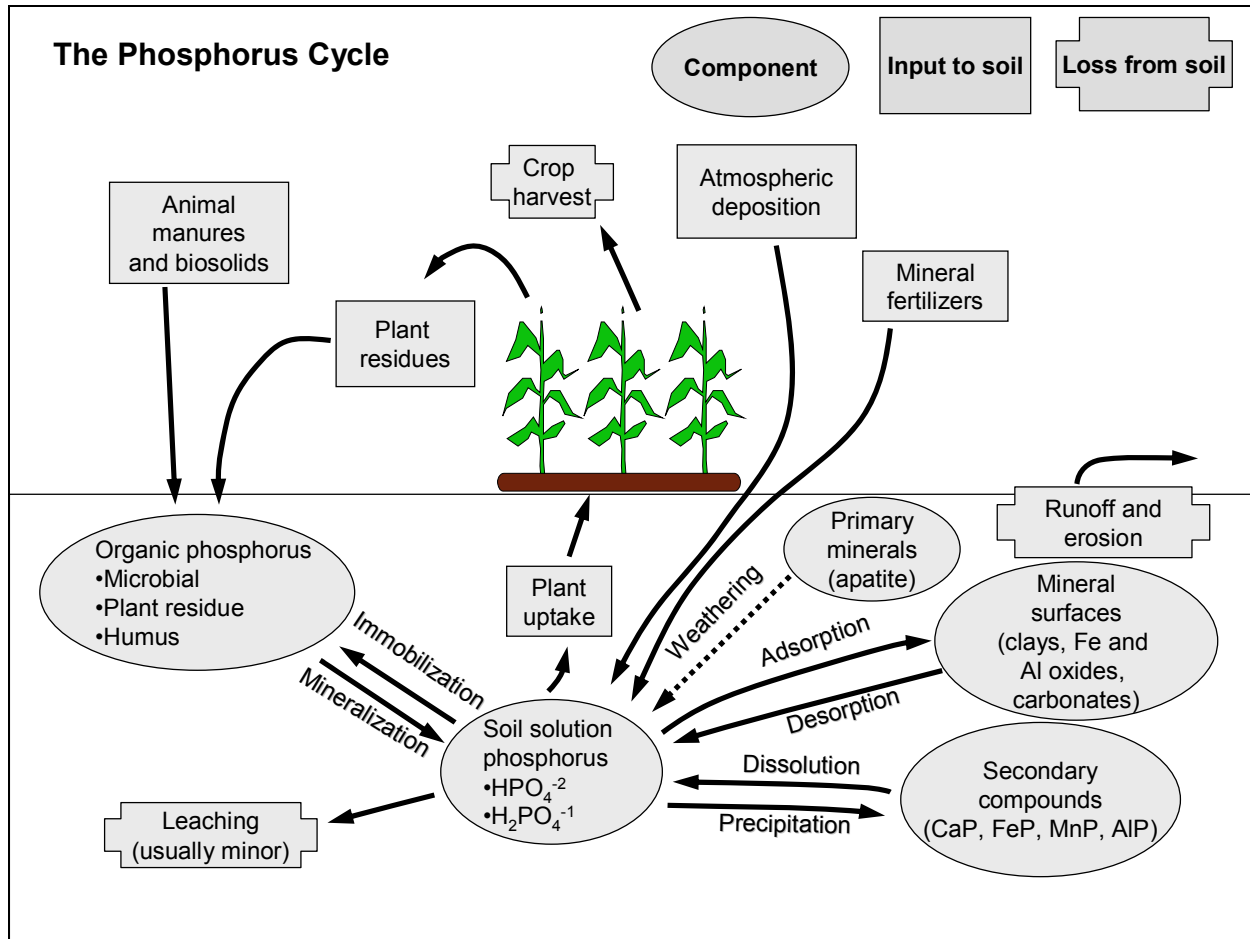 The Phosphorus Cycle
Component
Input to soil
Loss from soil
Crop
harvest
Atmospheric
deposition
Animal
manures
and biosolids
Mineral
fertilizers
Plant
residues
Runoff and
erosion
Primary
minerals
(apatite)
Organic phosphorus
•Microbial
•Plant residue
•Humus
Plant
uptake
Weathering
Mineral
surfaces
(clays, Fe and
Al oxides,
carbonates)
Immobilization
Mineralization
Adsorption
Desorption
Soil solution
phosphorus
•HPO₄⁻²
•H₂PO₄⁻¹
Dissolution
Precipitation
Secondary
compounds
(CaP, FeP, MnP, AlP)
Leaching
(usually minor)